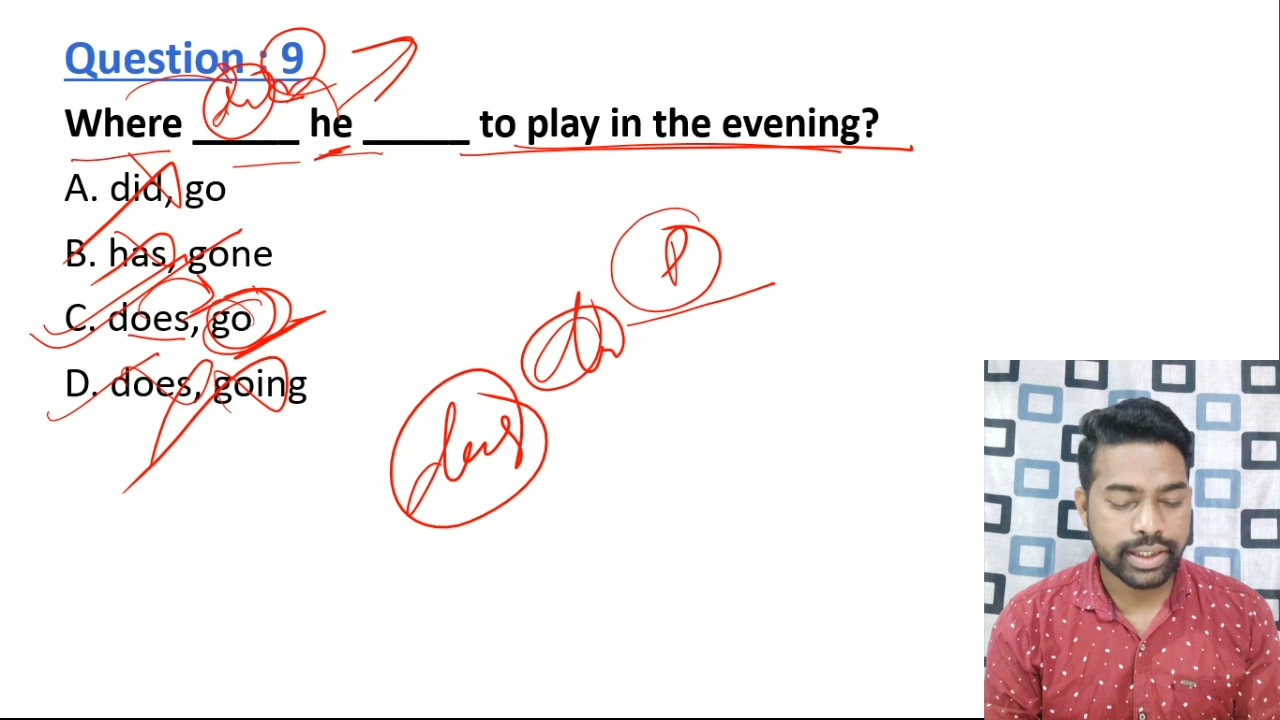 Question : 9
Where _____ he _____ to play in the evening?
A. did, go
B. has, gone
C. does, go
D. does, going
does